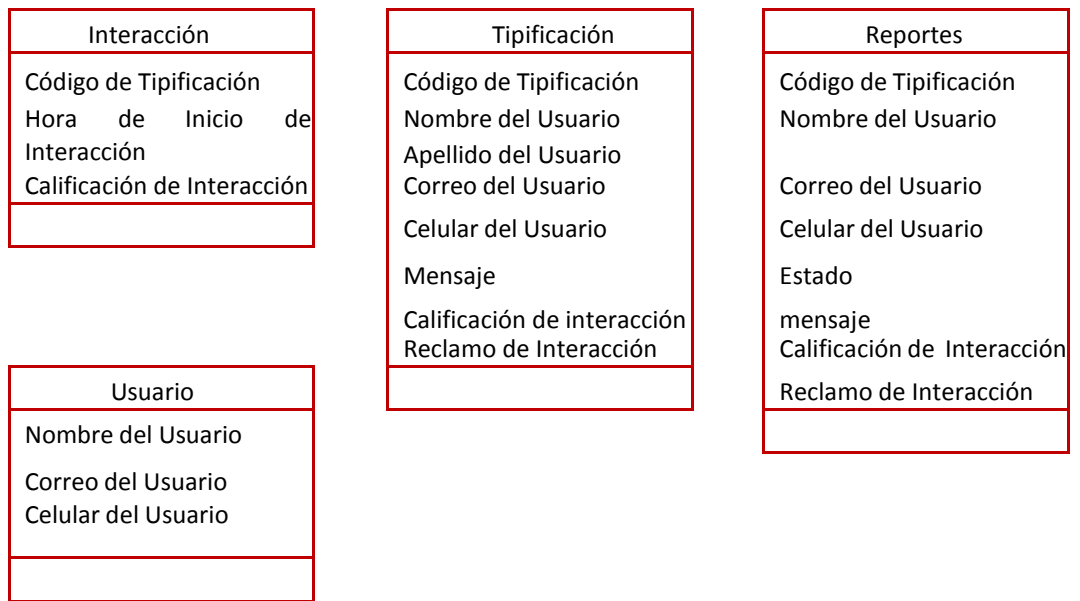 Interacción
Código de Tipificación
Hora de Inicio de
Interacción
Calificación de Interacción
Tipificación
Código de Tipificación
Nombre del Usuario
Apellido del Usuario
Correo del Usuario
Celular del Usuario
Mensaje
Calificación de interacción
Reclamo de Interacción
Reportes
Código de Tipificación
Nombre del Usuario
Correo del Usuario
Celular del Usuario
Estado
mensaje
Calificación de Interacción
Reclamo de Interacción
Usuario
Nombre del Usuario
Correo del Usuario
Celular del Usuario